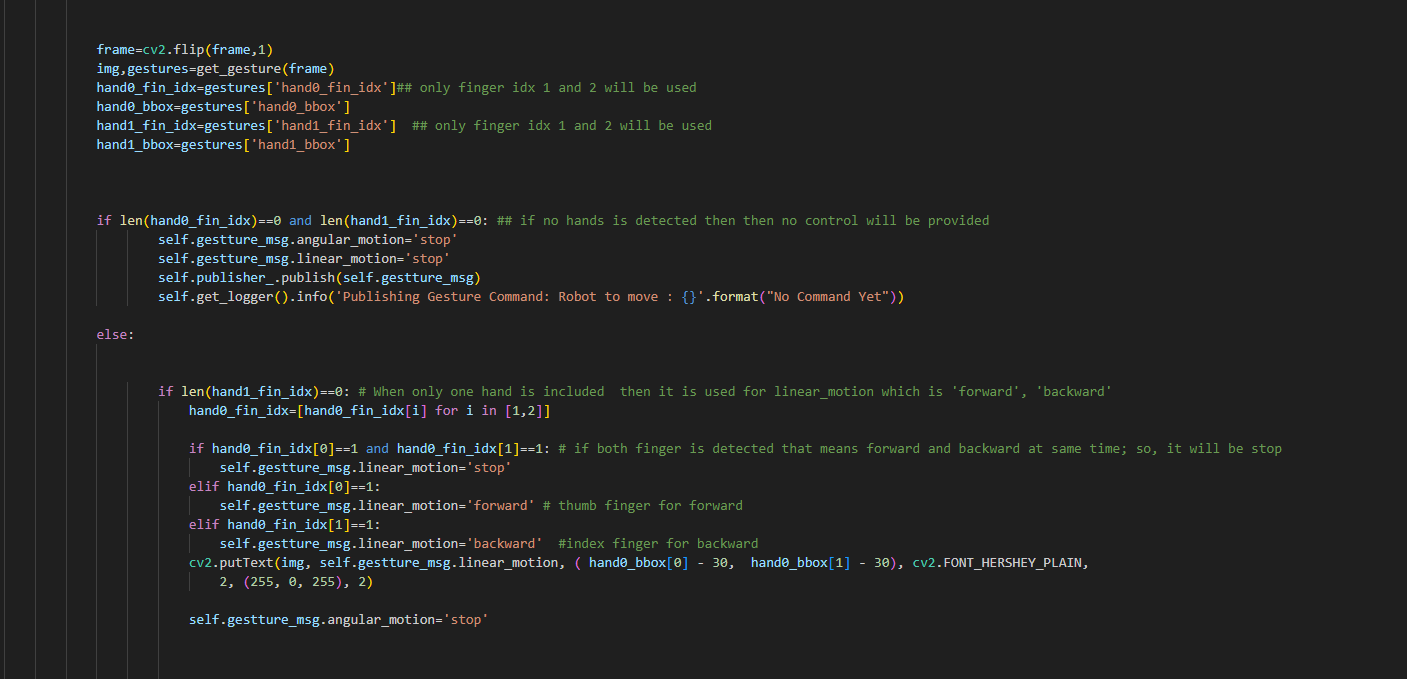 frame=cv2.flip(frame,1)
img,gestures=get_gesture(frame)
hand0_fin_idx=gestures['hand0_fin_idx']## only finger idx 1 and 2 will be used
hand0_bbox=gestures['hand0_bbox']
hand1_fin_idx=gestures['hand1_fin_idx']  ## only finger idx 1 and 2 will be used
hand1_bbox=gestures['hand1_bbox']
if len(hand0_fin_idx)==0 and len(hand1_fin_idx)==0: ## if no hands is detected then then no control will be provided
self.gestture_msg.angular_motion='stop'
self.gestture_msg.linear_motion='stop'
self.publisher_.publish(self.gestture_msg)
self.get_logger().info('Publishing Gesture Command: Robot to move : {}'.format("No Command Yet"))
else:
if len(hand1_fin_idx)==0: # When only one hand is included  then it is used for linear_motion which is 'forward', 'backward'
hand0_fin_idx=[hand0_fin_idx[i] for i in [1,2]]
if hand0_fin_idx[0]==1 and hand0_fin_idx[1]==1: # if both finger is detected that means forward and backward at same time; so, it will be stop
self.gestture_msg.linear_motion='stop'
elif hand0_fin_idx[0]==1:
self.gestture_msg.linear_motion='forward' # thumb finger for forward
elif hand0_fin_idx[1]==1:
self.gestture_msg.linear_motion='backward'  #index finger for backward
cv2.putText(img, self.gestture_msg.linear_motion, ( hand0_bbox[0] - 30,  hand0_bbox[1] - 30), cv2.FONT_HERSHEY_PLAIN,
2, (255, 0, 255), 2)
self.gestture_msg.angular_motion='stop'